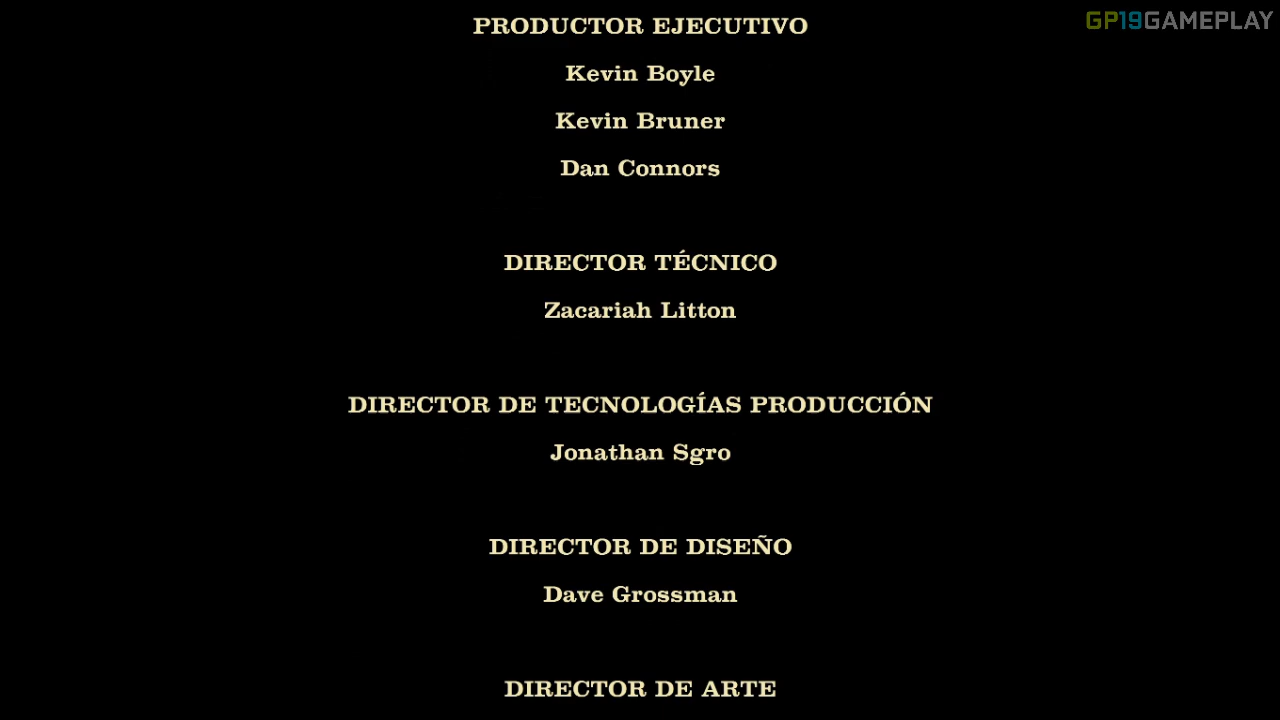 PRODUCTOR EJECUTIVO
GP19GAMEPLAY
Kevin Boyle
Kevin Bruner
Dan Connors
DIRECTOR TÉCNICO
Zacariah Litton
DIRECTOR DE TECNOLOGÍAS PRODUCCIÓN
Jonathan Sgro
DIRECTOR DE DISEÑO
Dave Grossman
DIRECTOR DE ARTE